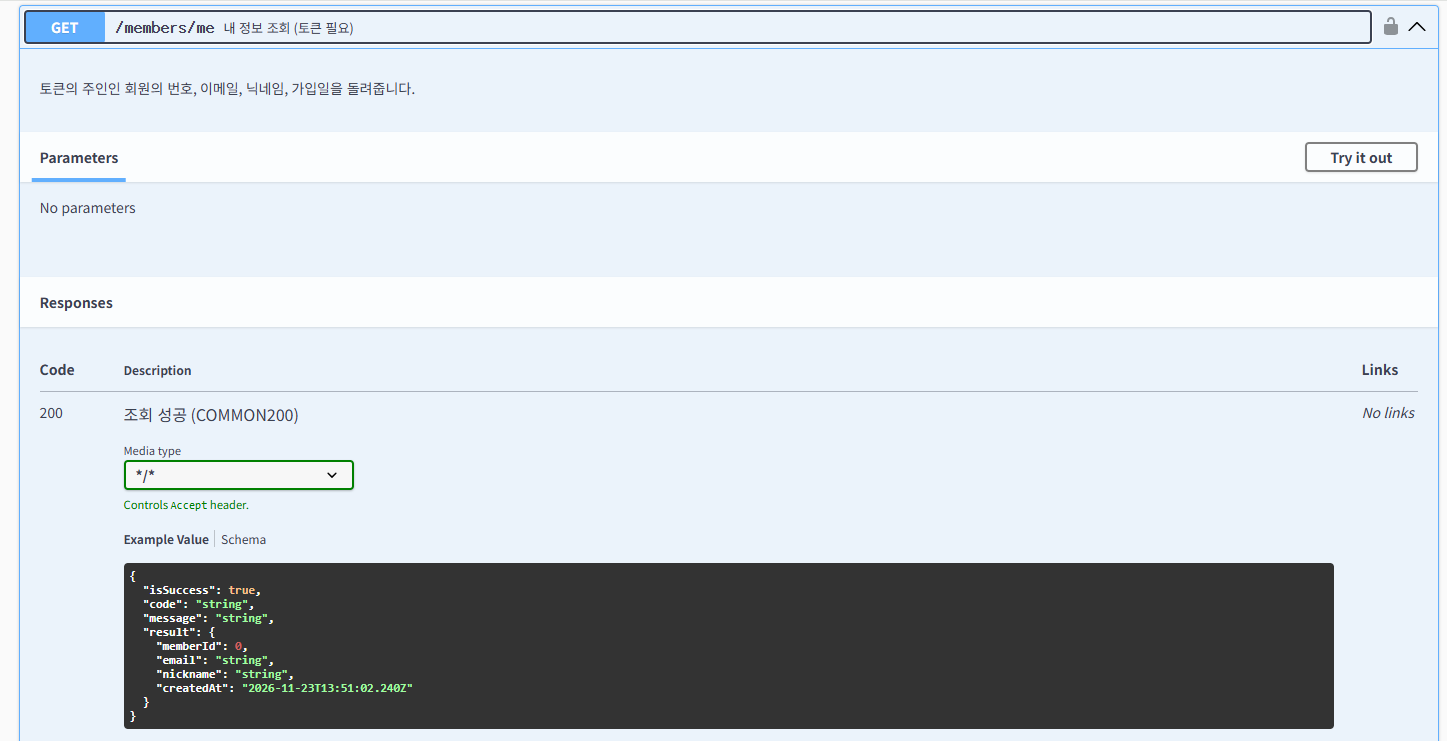 GET /members/me 내 정보 조회 (토큰 필요)
토큰의 주인인 회원의 번호, 이메일, 닉네임, 가입일을 돌려줍니다.
Parameters Try it out
No parameters
Responses
Code Description Links
200 조회 성공 (COMMON200) No links
Media type
*/*
Controls Accept header.
Example Value Schema
{
  "isSuccess": true,
  "code": "string",
  "message": "string",
  "result": {
    "memberId": 0,
    "email": "string",
    "nickname": "string",
    "createdAt": "2026-11-23T13:51:02.240Z"
  }
}